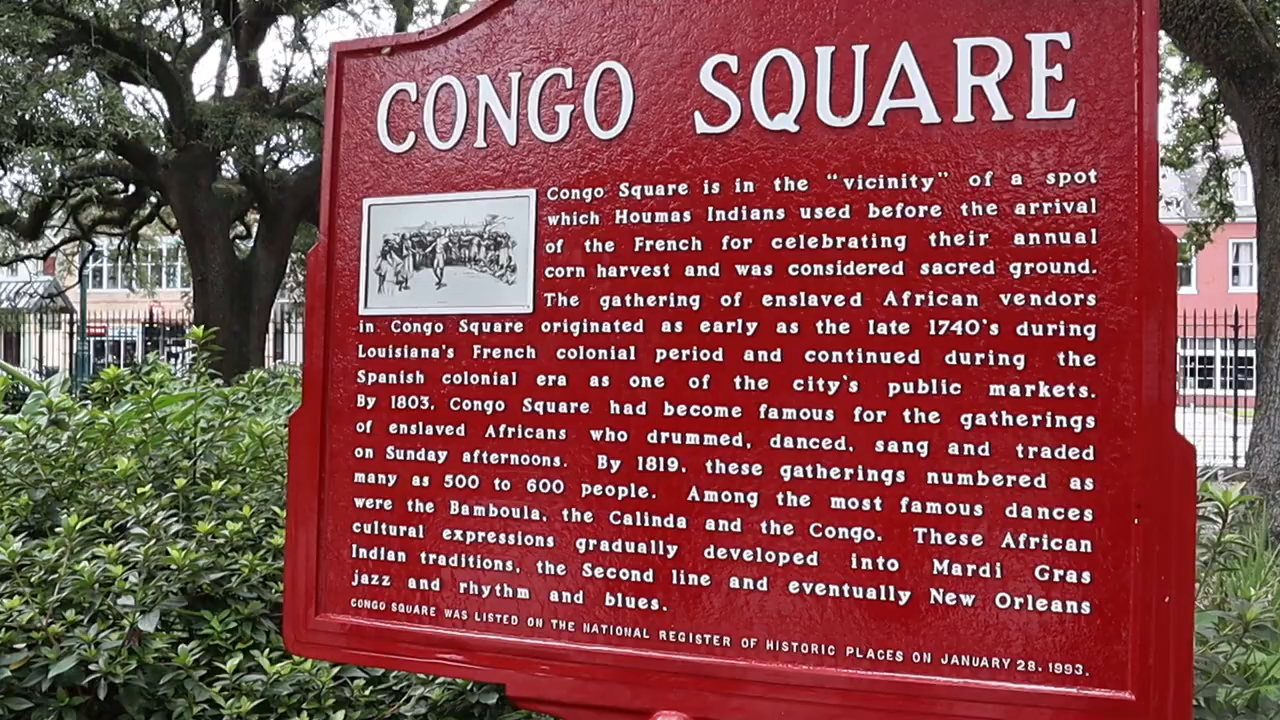 CONGO SQUARE
Congo Square is in the "vicinity" of a spot
which Houmas Indians used before the arrival
of the French for celebrating their annual
corn harvest and was considered sacred ground.
The gathering of enslaved African vendors
in Congo Square originated as early as the late 1740's during
Louisiana's French colonial period and continued during the
Spanish colonial era as one of the city's public markets.
By 1803, Congo Square had become famous for the gatherings
of enslaved Africans who drummed, danced, sang and traded
on Sunday afternoons. By 1819, these gatherings numbered as
many as 500 to 600 people. Among the most famous dances
were the Bamboula, the Calinda and the Congo. These African
cultural expressions gradually developed into Mardi Gras
Indian traditions, the Second line and eventually New Orleans
jazz and rhythm and blues.
CONGO SQUARE WAS LISTED ON THE NATIONAL REGISTER OF HISTORIC PLACES ON JANUARY 28, 1993.